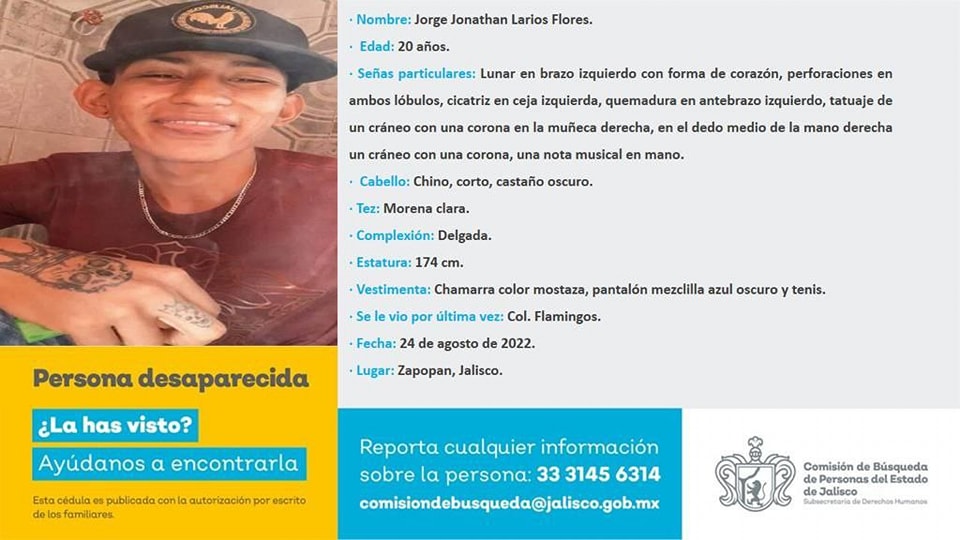 · Nombre: Jorge Jonathan Larios Flores.
· Edad: 20 años.
· Señas particulares: Lunar en brazo izquierdo con forma de corazón, perforaciones en
ambos lóbulos, cicatriz en ceja izquierda, quemadura en antebrazo izquierdo, tatuaje de
un cráneo con una corona en la muñeca derecha, en el dedo medio de la mano derecha
un cráneo con una corona, una nota musical en mano.
· Cabello: Chino, corto, castaño oscuro.
· Tez: Morena clara.
· Complexión: Delgada.
· Estatura: 174 cm.
· Vestimenta: Chamarra color mostaza, pantalón mezclilla azul oscuro y tenis.
· Se le vio por última vez: Col. Flamingos.
· Fecha: 24 de agosto de 2022.
· Lugar: Zapopan, Jalisco.
Persona desaparecida
¿La has visto?
Ayúdanos a encontrarla
Esta cédula es publicada con la autorización por escrito
de los familiares.
Reporta cualquier información
sobre la persona: 33 3145 6314
comisiondebusqueda@jalisco.gob.mx
Comisión de Búsqueda
de Personas del Estado
de Jalisco
Subsecretaría de Derechos Humanos